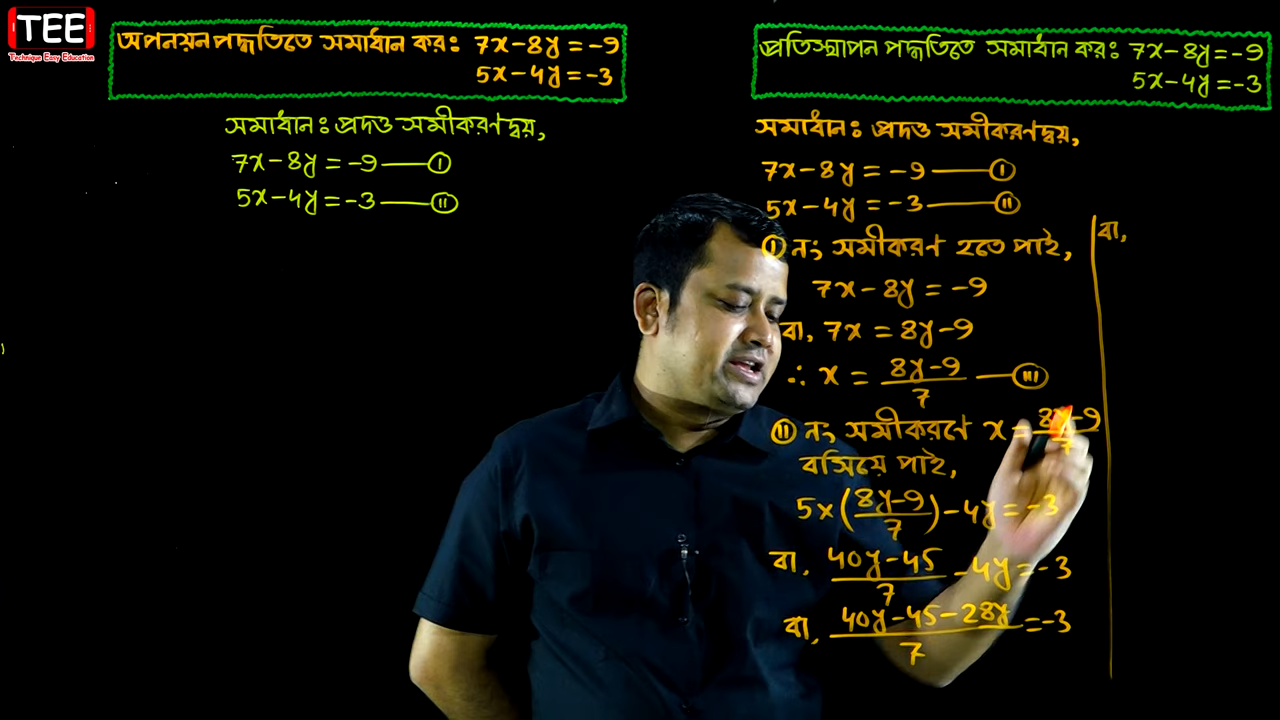 TEE
Technique Easy Education
অপনয়ন পদ্ধতিতে সমাধান কর: 7x-8y=-9
5x-4y=-3
সমাধান: প্রদত্ত সমীকরণদ্বয়,
7x-8y=-9 — (I)
5x-4y=-3 — (II)
প্রতিস্থাপন পদ্ধতিতে সমাধান কর: 7x-8y=-9
5x-4y=-3
সমাধান: প্রদত্ত সমীকরণদ্বয়,
7x-8y=-9 — (I)
5x-4y=-3 — (II)
(I) নং সমীকরণ হতে পাই,
7x-8y=-9
বা, 7x=8y-9
∴ x = (8y-9)/7 — (III)
(II) নং সমীকরণে x=(8y-9)/7
বসিয়ে পাই,
5×((8y-9)/7)-4y=-3
বা, (40y-45)/7 -4y=-3
বা, (40y-45-28y)/7 =-3
বা,